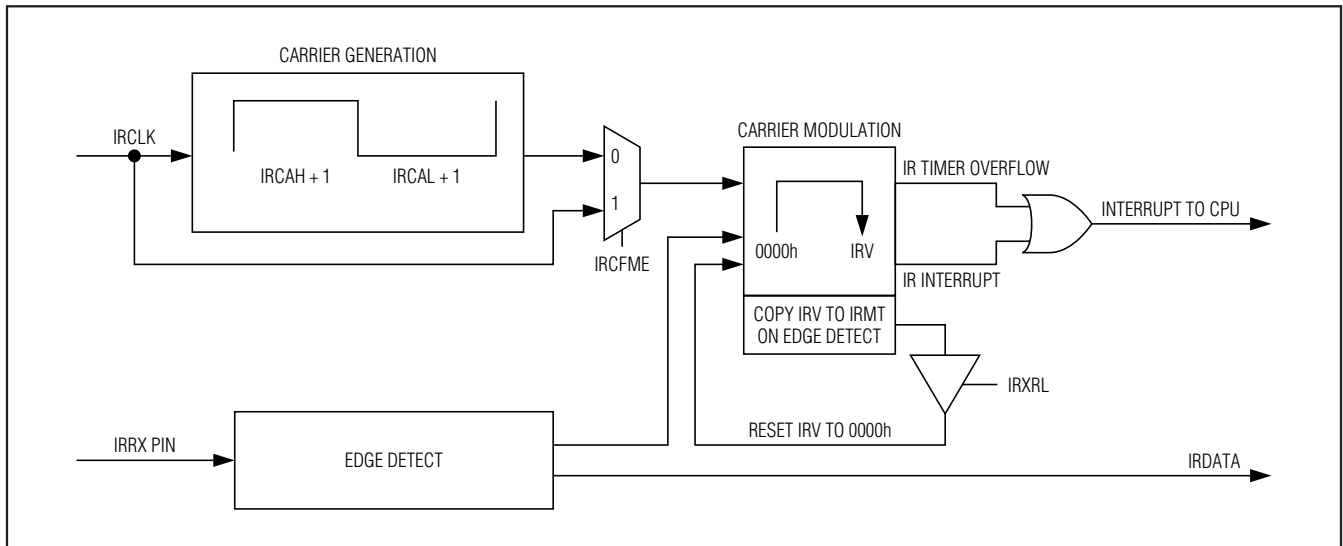 CARRIER GENERATION
IRCLK
IRCAH + 1
IRCAL + 1
0
1
IRCFME
CARRIER MODULATION
0000h
IRV
COPY IRV TO IRMT
ON EDGE DETECT
IR TIMER OVERFLOW
IR INTERRUPT
INTERRUPT TO CPU
IRXRL
RESET IRV TO 0000h
IRRX PIN
EDGE DETECT
IRDATA